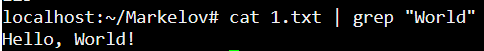 localhost:~/Markelov# cat 1.txt | grep "World"
Hello, World!